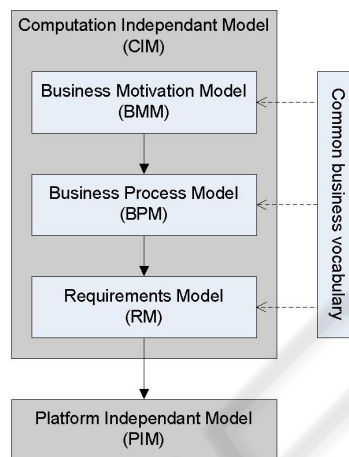 Computation Independant Model
(CIM)
Business Motivation Model
(BMM)
Business Process Model
(BPM)
Requirements Model
(RM)
Common business vocabulary
Platform Independant Model
(PIM)